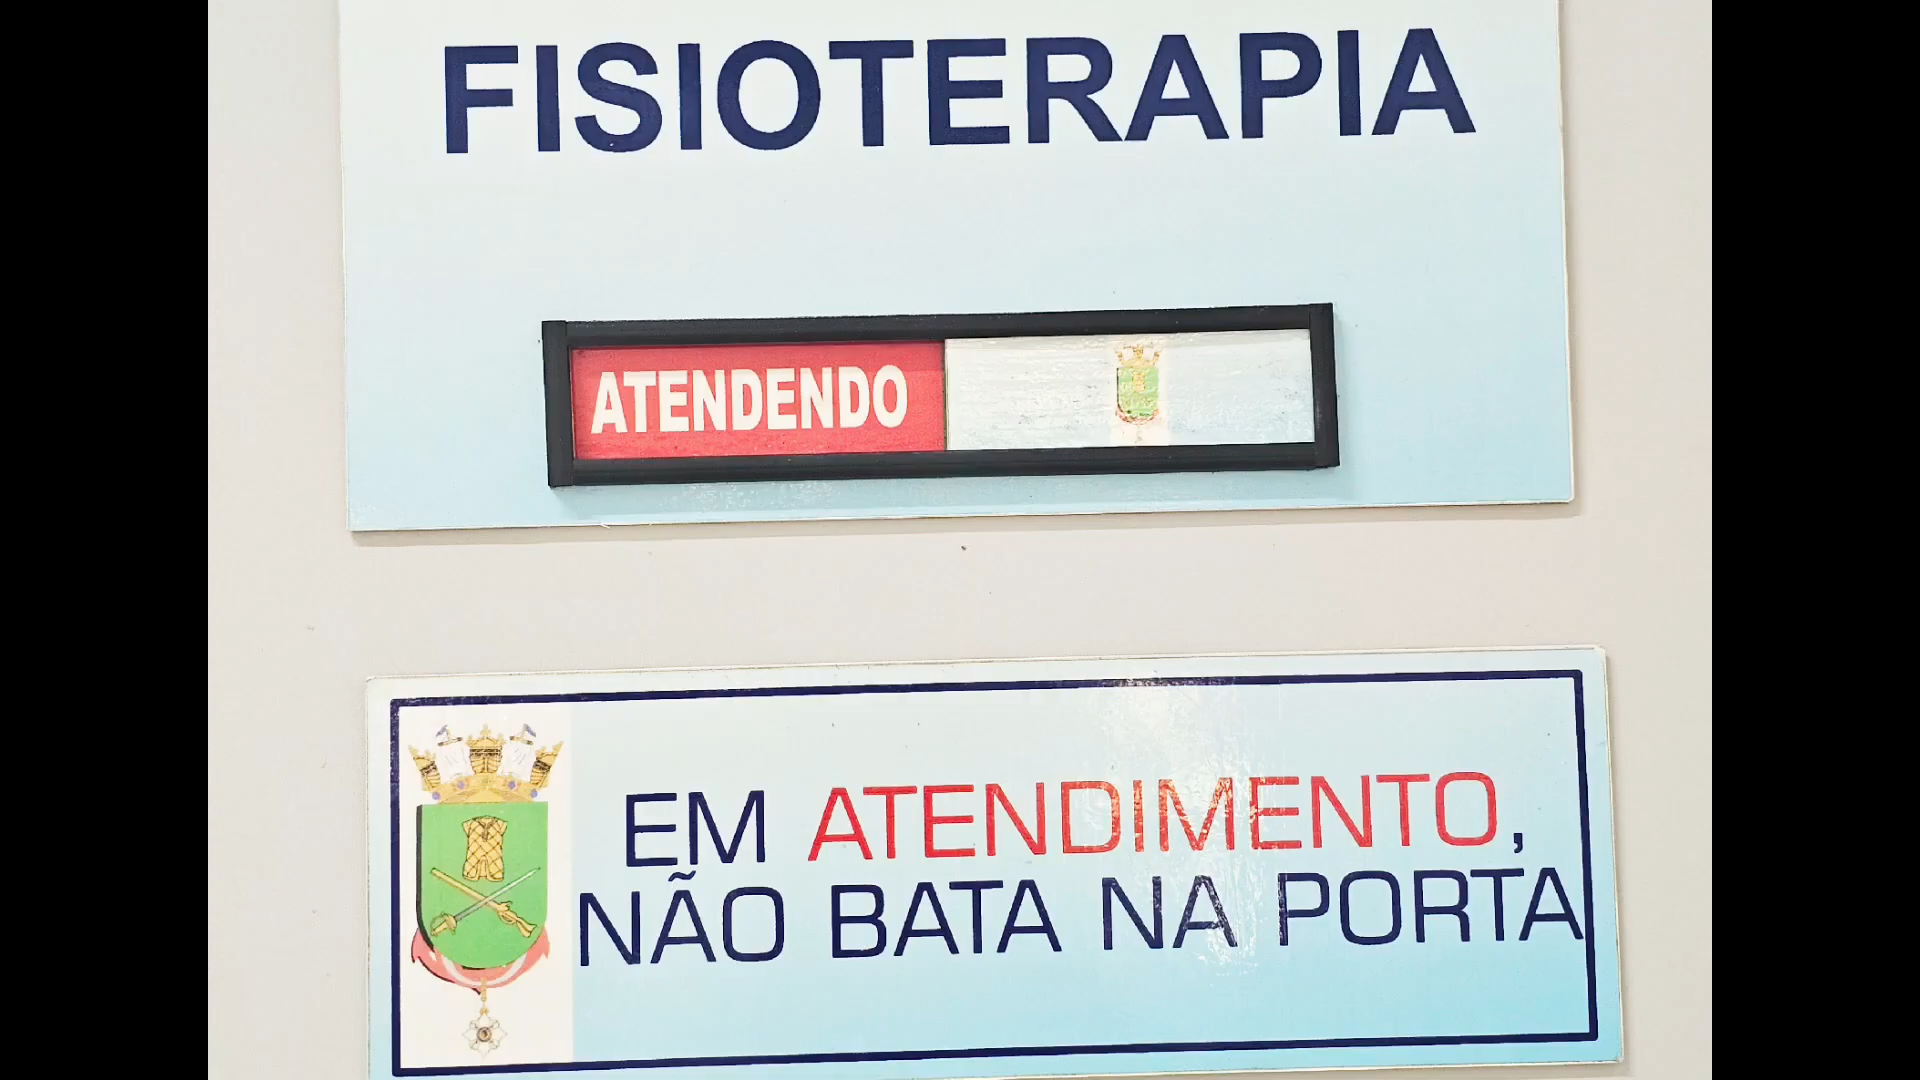 FISIOTERAPIA
ATENDENDO
EM ATENDIMENTO,
NÃO BATA NA PORTA